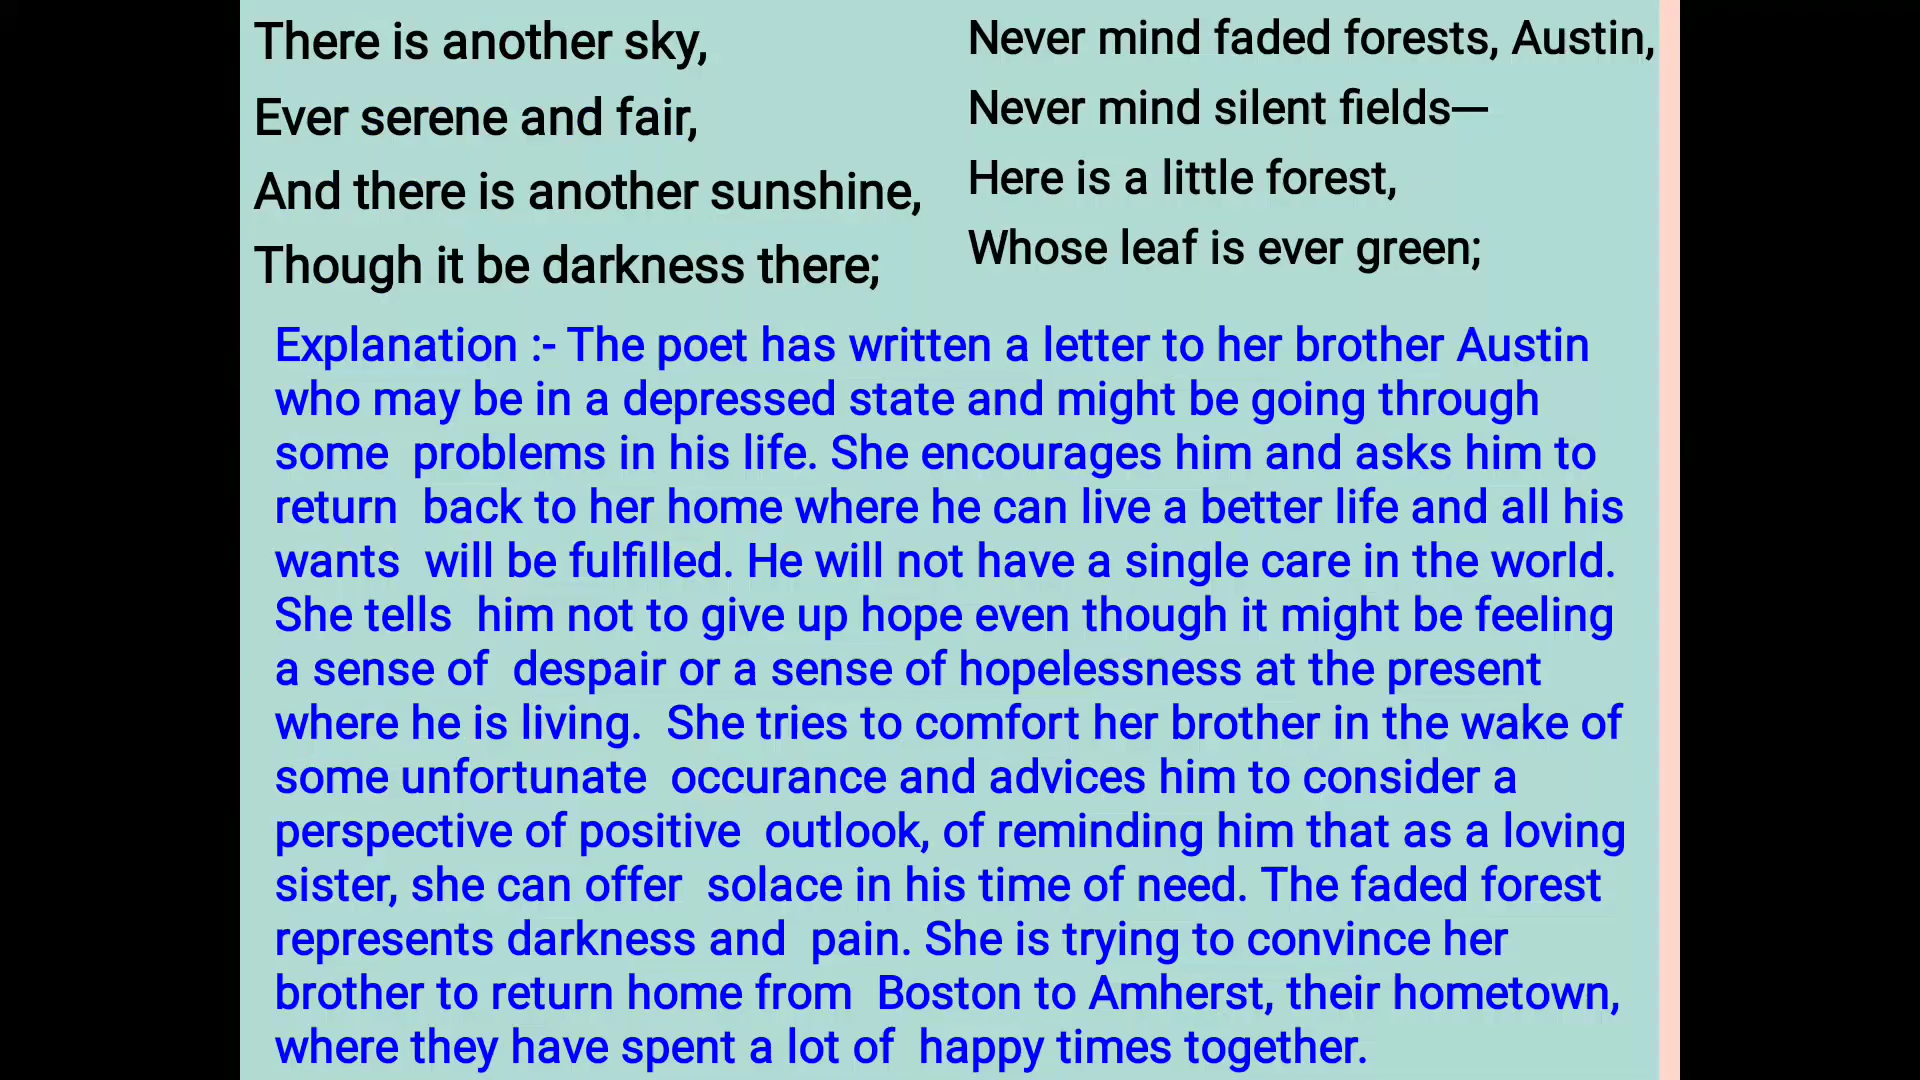 There is another sky,
Ever serene and fair,
And there is another sunshine,
Though it be darkness there;
Never mind faded forests, Austin,
Never mind silent fields—
Here is a little forest,
Whose leaf is ever green;
Explanation :- The poet has written a letter to her brother Austin
who may be in a depressed state and might be going through
some  problems in his life. She encourages him and asks him to
return  back to her home where he can live a better life and all his
wants  will be fulfilled. He will not have a single care in the world.
She tells  him not to give up hope even though it might be feeling
a sense of  despair or a sense of hopelessness at the present
where he is living.  She tries to comfort her brother in the wake of
some unfortunate  occurance and advices him to consider a
perspective of positive  outlook, of reminding him that as a loving
sister, she can offer  solace in his time of need. The faded forest
represents darkness and  pain. She is trying to convince her
brother to return home from  Boston to Amherst, their hometown,
where they have spent a lot of  happy times together.